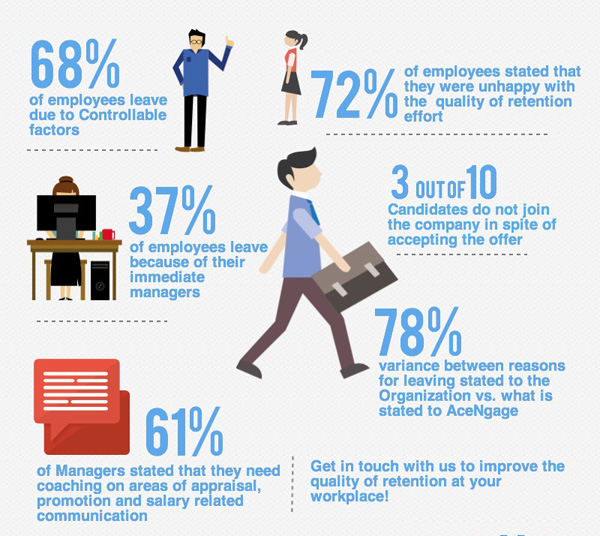 68%
of employees leave
due to Controllable
factors
72%
of employees stated that
they were unhappy with
the quality of retention
effort
37%
of employees leave
because of their
immediate
managers
3 OUT OF 10
Candidates do not join
the company in spite of
accepting the offer
78%
variance between reasons
for leaving stated to the
Organization vs. what is
stated to AceNgage
61%
of Managers stated that they need
coaching on areas of appraisal,
promotion and salary related
communication
Get in touch with us to improve the
quality of retention at your
workplace!